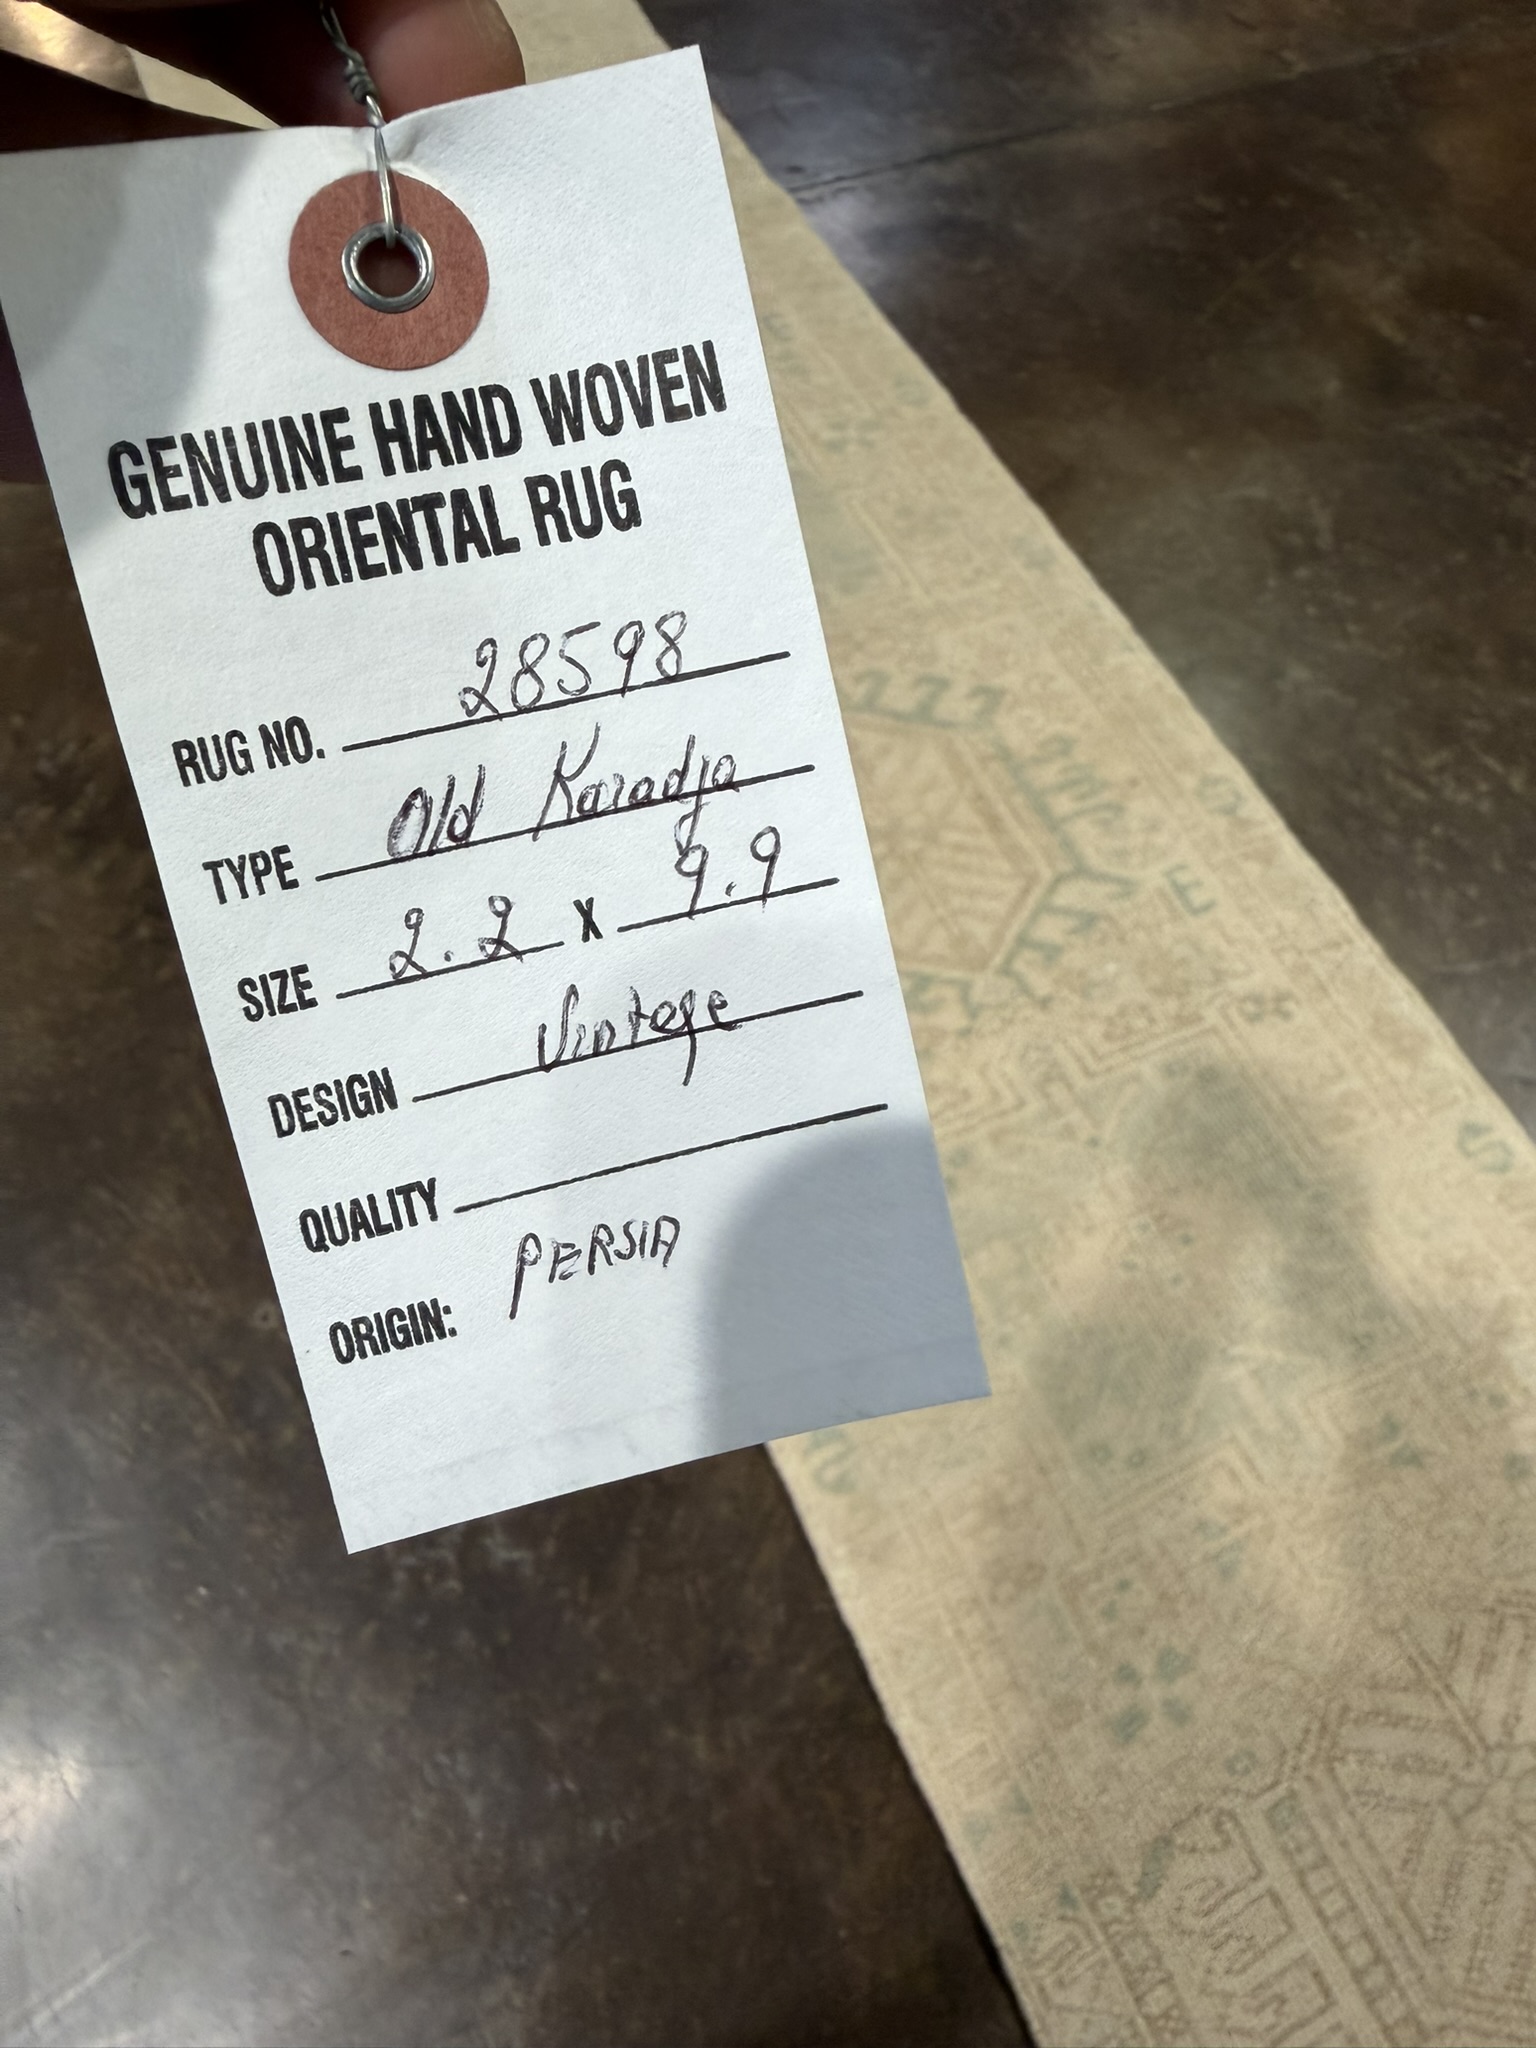 GENUINE HAND WOVEN
ORIENTAL RUG
RUG NO. 28598
TYPE Old Karadja
SIZE 2.2 X 9.9
DESIGN Vintage
QUALITY
ORIGIN: PERSIA